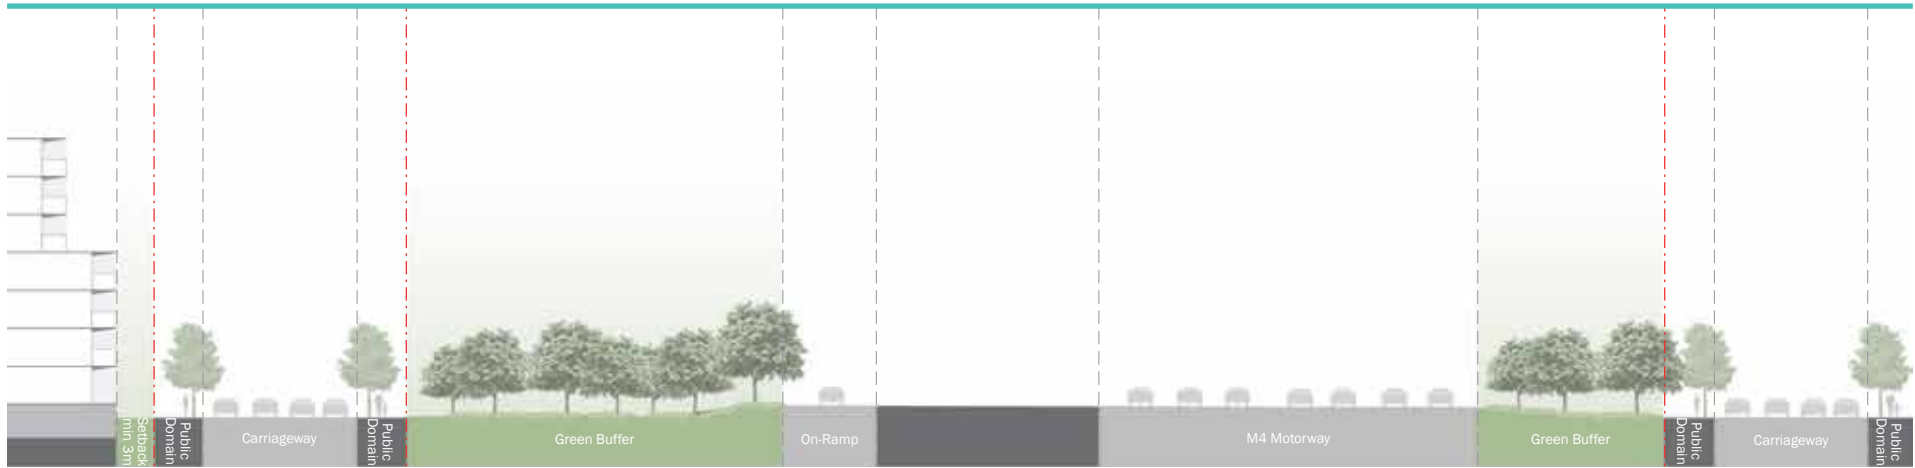 Setback
min 3m
Public
Domain
Carriageway
Public
Domain
Green Buffer
On-Ramp
M4 Motorway
Green Buffer
Public
Domain
Carriageway
Public
Domain